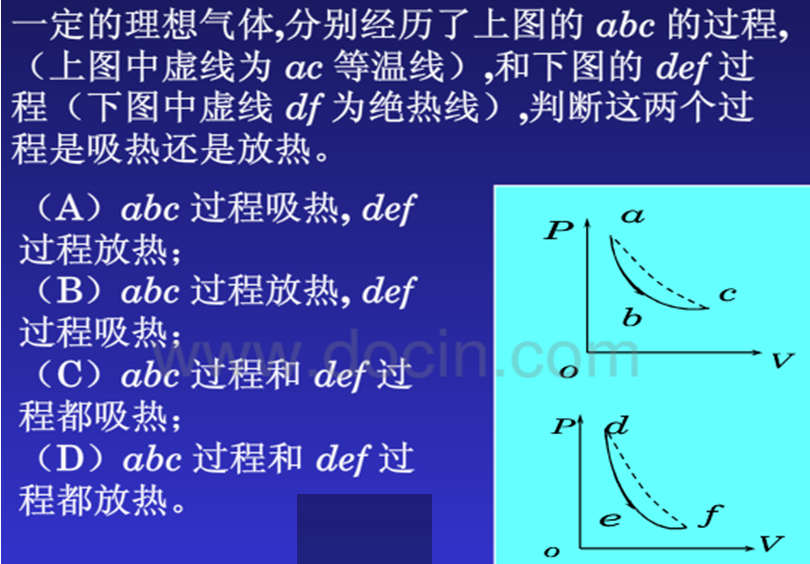 一定的理想气体,分别经历了上图的 abc 的过程,
（上图中虚线为 ac 等温线）,和下图的 def 过
程（下图中虚线 df 为绝热线）,判断这两个过
程是吸热还是放热。
（A）abc 过程吸热, def
过程放热；
（B）abc 过程放热, def
过程吸热；
（C）abc 过程和 def 过
程都吸热；
（D）abc 过程和 def 过
程都放热。
www.docin.com
P
a
c
b
o
V
P
d
e
f
o
V